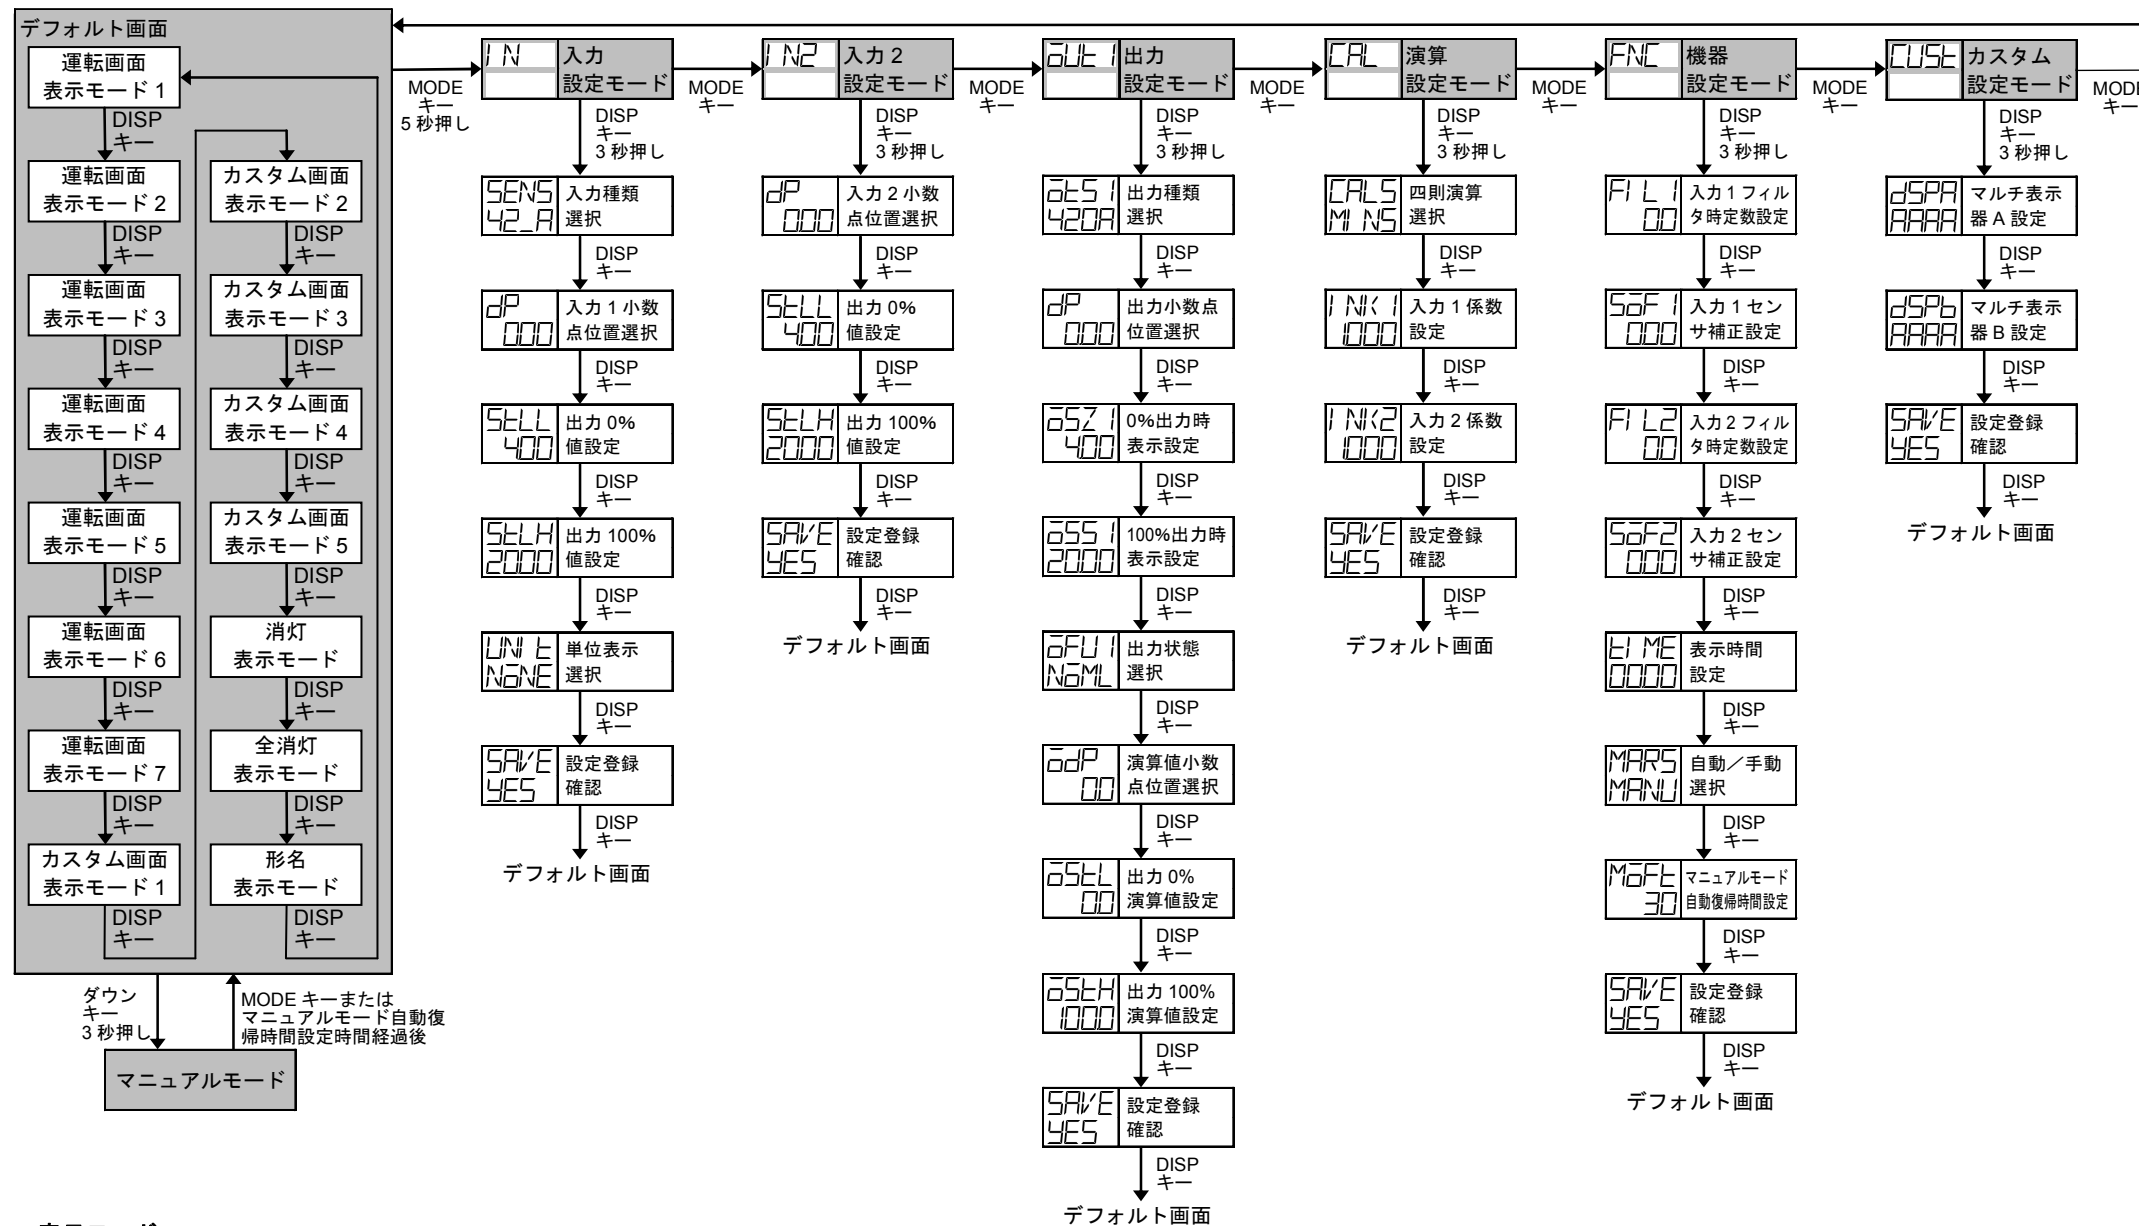 デフォルト画面
運転画面
表示モード 1
DISP
キー
運転画面
表示モード 2
DISP
キー
運転画面
表示モード 3
DISP
キー
運転画面
表示モード 4
DISP
キー
運転画面
表示モード 5
DISP
キー
運転画面
表示モード 6
DISP
キー
運転画面
表示モード 7
DISP
キー
カスタム画面
表示モード 1
DISP
キー
カスタム画面
表示モード 2
DISP
キー
カスタム画面
表示モード 3
DISP
キー
カスタム画面
表示モード 4
DISP
キー
カスタム画面
表示モード 5
DISP
キー
消灯
表示モード
DISP
キー
全消灯
表示モード
DISP
キー
形名
表示モード
DISP
キー
ダウン
キー
3 秒押し
MODE キーまたは
マニュアルモード自動復
帰時間設定時間経過後
マニュアルモード
MODE
キー
5 秒押し
IN
入力
設定モード
DISP
キー
3 秒押し
SENS
42_A
入力種類
選択
DISP
キー
dP
0.00
入力 1 小数
点位置選択
DISP
キー
StLL
4.00
出力 0%
値設定
DISP
キー
StLH
20.00
出力 100%
値設定
DISP
キー
UNIt
NoNE
単位表示
選択
DISP
キー
SAVE
YES
設定登録
確認
DISP
キー
デフォルト画面
MODE
キー
IN2
入力 2
設定モード
DISP
キー
3 秒押し
dP
0.00
入力 2 小数
点位置選択
DISP
キー
StLL
4.00
出力 0%
値設定
DISP
キー
StLH
20.00
出力 100%
値設定
DISP
キー
SAVE
YES
設定登録
確認
DISP
キー
デフォルト画面
MODE
キー
oUt1
出力
設定モード
DISP
キー
3 秒押し
otS1
420A
出力種類
選択
DISP
キー
dP
0.00
出力小数点
位置選択
DISP
キー
oSZ1
4.00
0%出力時
表示設定
DISP
キー
oSS1
20.00
100%出力時
表示設定
DISP
キー
oFU1
NoML
出力状態
選択
DISP
キー
odP
0.0
演算値小数
点位置選択
DISP
キー
oStL
0.0
出力 0%
演算値設定
DISP
キー
oStH
100.0
出力 100%
演算値設定
DISP
キー
SAVE
YES
設定登録
確認
DISP
キー
デフォルト画面
MODE
キー
CAL
演算
設定モード
DISP
キー
3 秒押し
CALS
MINS
四則演算
選択
DISP
キー
INK1
1.000
入力 1 係数
設定
DISP
キー
INK2
1.000
入力 2 係数
設定
DISP
キー
SAVE
YES
設定登録
確認
DISP
キー
デフォルト画面
MODE
キー
FNC
機器
設定モード
DISP
キー
3 秒押し
FIL1
0.0
入力 1 フィル
タ時定数設定
DISP
キー
SoF1
0.00
入力 1 セン
サ補正設定
DISP
キー
FIL2
0.0
入力 2 フィル
タ時定数設定
DISP
キー
SoF2
0.00
入力 2 セン
サ補正設定
DISP
キー
tIME
00.00
表示時間
設定
DISP
キー
MARS
MANU
自動／手動
選択
DISP
キー
MoFt
30
マニュアルモード
自動復帰時間設定
DISP
キー
SAVE
YES
設定登録
確認
DISP
キー
デフォルト画面
MODE
キー
CUSt
カスタム
設定モード
DISP
キー
3 秒押し
dSPA
AAAA
マルチ表示
器 A 設定
DISP
キー
dSPb
AAAA
マルチ表示
器 B 設定
DISP
キー
SAVE
YES
設定登録
確認
DISP
キー
デフォルト画面
キー